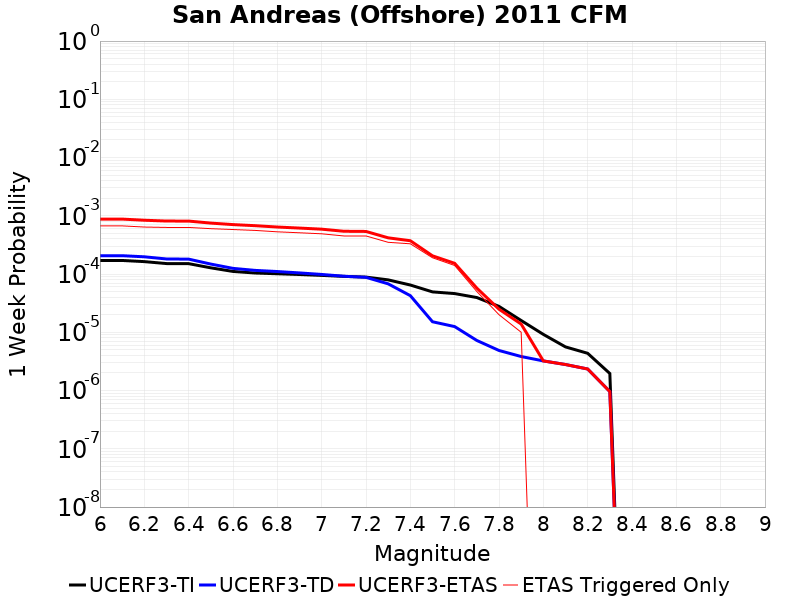 San Andreas (Offshore) 2011 CFM
10^0
10^-1
10^-2
10^-3
10^-4
10^-5
10^-6
10^-7
10^-8
1 Week Probability
6 6.2 6.4 6.6 6.8 7 7.2 7.4 7.6 7.8 8 8.2 8.4 8.6 8.8 9
Magnitude
UCERF3-TI UCERF3-TD UCERF3-ETAS ETAS Triggered Only